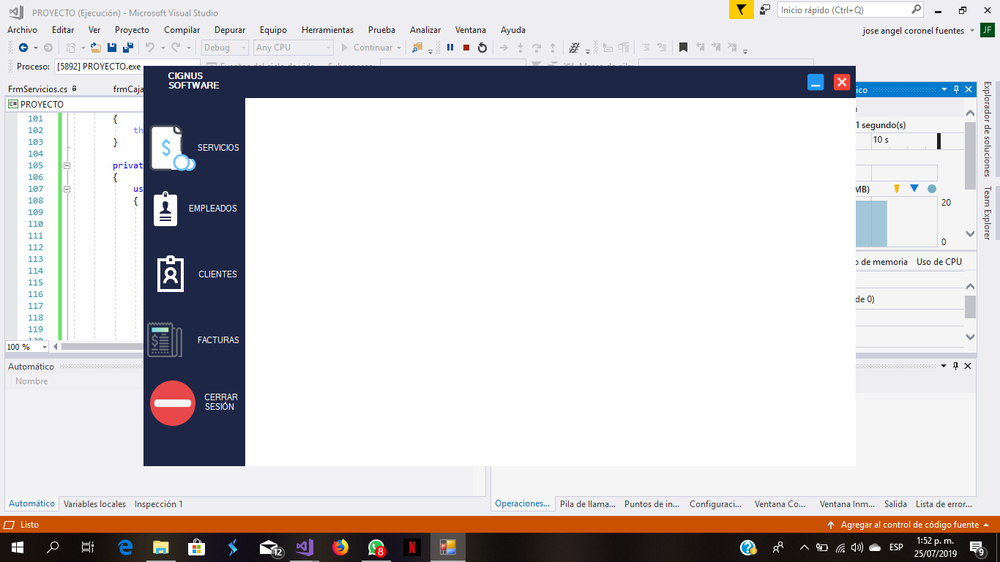 PROYECTO (Ejecución) - Microsoft Visual Studio
Inicio rápido (Ctrl+Q)
Archivo Editar Ver Proyecto Compilar Depurar Equipo Herramientas Prueba Analizar Ventana Ayuda
jose angel coronel fuentes JF
Debug Any CPU Continuar
Proceso: [5892] PROYECTO.exe
FrmServicios.cs frmCaja
C# PROYECTO
101 {
102 th
103 }
104
105 privat
106 {
107 us
108 {
109
110
111
112
113
114
115
116
117
118
119
100 %
CIGNUS
SOFTWARE
SERVICIOS
EMPLEADOS
CLIENTES
FACTURAS
CERRAR
SESIÓN
ico
1 segundo(s)
10 s
MB)
20
0
o de memoria Uso de CPU
de 0)
Explorador de soluciones
Team Explorer
Automático
Nombre
Automático Variables locales Inspección 1
Operaciones... Pila de llama... Puntos de in... Configuraci... Ventana Co... Ventana Inm... Salida Lista de error...
Listo
Agregar al control de código fuente
12
8
N
ESP
1:52 p. m.
25/07/2019
9